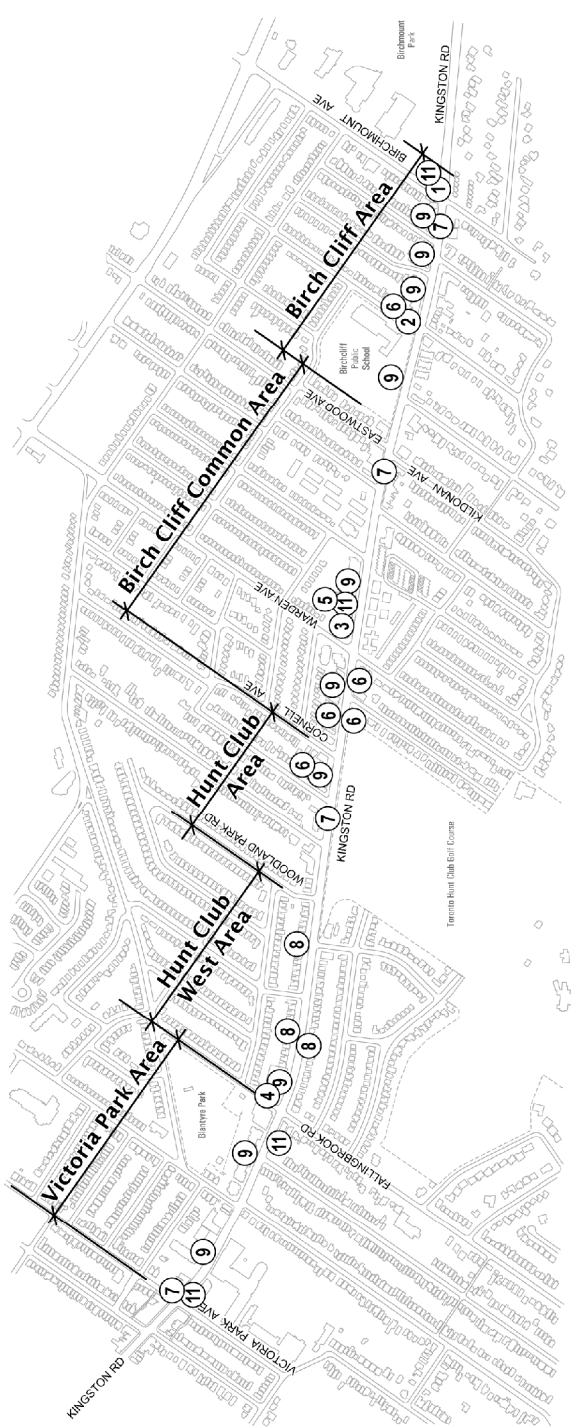 Birchmount
Park
KINGSTON RD
BIRCHMOUNT
AVE
11
1
9
7
Birch Cliff Area
9
9
6
2
Birchcliff
Public
School
9
Birch Cliff Common Area
EASTWOOD AVE
7
KILDONAN AVE
WARDEN AVE
5
9
11
3
9
6
6
6
CORNELL
AVE
Hunt Club
Area
6
9
7
KINGSTON RD
WOODLAND PARK RD
Toronto Hunt Club Golf Course
Hunt Club
West Area
8
8
8
Victoria Park Area
Blantyre Park
9
4
11
9
FALLINGBROOK RD
9
7
11
VICTORIA PARK AVE
KINGSTON RD